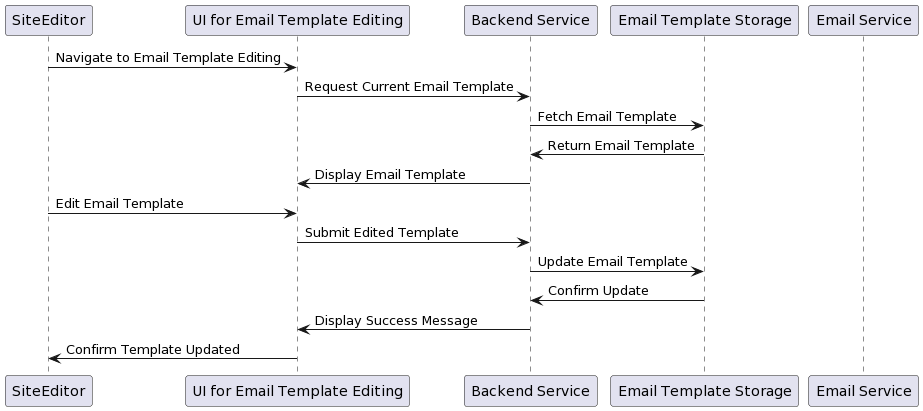 SiteEditor
UI for Email Template Editing
Backend Service
Email Template Storage
Email Service
Navigate to Email Template Editing
Request Current Email Template
Fetch Email Template
Return Email Template
Display Email Template
Edit Email Template
Submit Edited Template
Update Email Template
Confirm Update
Display Success Message
Confirm Template Updated
SiteEditor
UI for Email Template Editing
Backend Service
Email Template Storage
Email Service